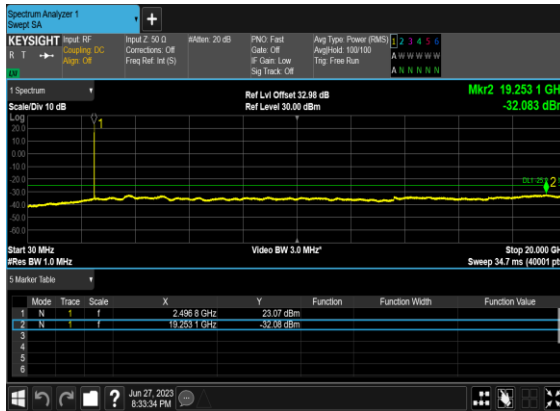 Spectrum Analyzer 1
Swept SA
KEYSIGHT
R T
LXI
Input: RF
Coupling: DC
Align: Off
Input Z: 50 Ω
Corrections: Off
Freq Ref: Int (S)
#Atten: 20 dB
PNO: Fast
Gate: Off
IF Gain: Low
Sig Track: Off
Avg Type: Power (RMS)
Avg|Hold: 100/100
Trig: Free Run
1 2 3 4 5 6
A W W W W W
A N N N N N
1 Spectrum
Scale/Div 10 dB
Ref Lvl Offset 32.98 dB
Ref Level 30.00 dBm
Mkr2 19.253 1 GH
-32.083 dB
Log
20.0
10.0
0.00
-10.0
-20.0
-30.0
-40.0
-50.0
-60.0
1
2
Start 30 MHz
#Res BW 1.0 MHz
Video BW 3.0 MHz*
Stop 20.000 GH
Sweep 34.7 ms (40001 pt
5 Marker Table
Mode Trace Scale X Y Function Function Width Function Value
1 N 1 f 2.496 8 GHz 23.07 dBm
2 N 1 f 19.253 1 GHz -32.08 dBm
3
4
5
6
?
Jun 27, 2023
8:33:34 PM